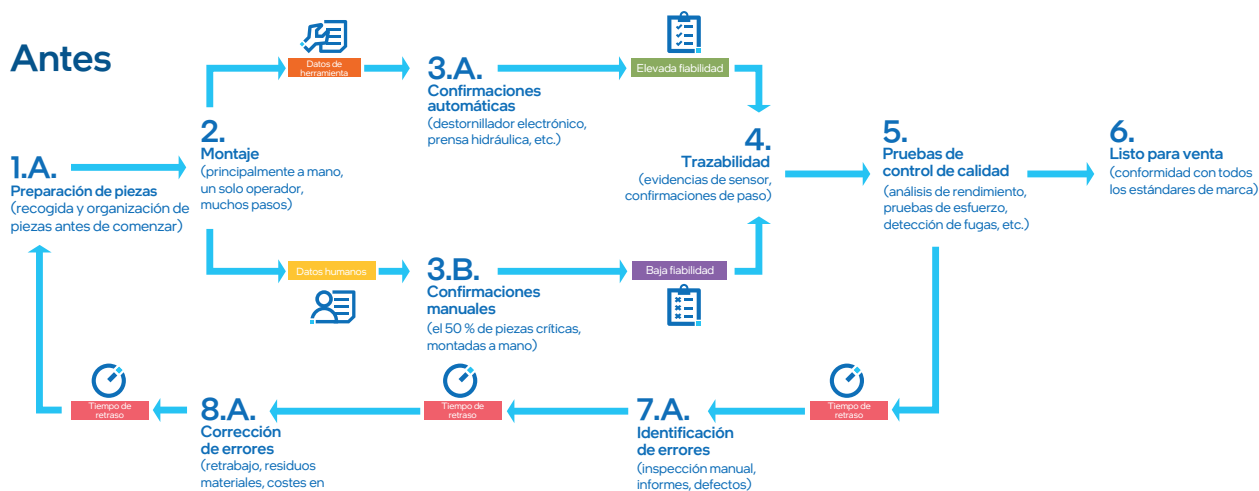 Antes
1.A.
Preparación de piezas
(recogida y organización de
piezas antes de comenzar)
2.
Montaje
(principalmente a mano,
un solo operador,
muchos pasos)
Datos de
herramienta
3.A.
Confirmaciones
automáticas
(destornillador electrónico,
prensa hidráulica, etc.)
Elevada fiabilidad
Datos humanos
3.B.
Confirmaciones
manuales
(el 50 % de piezas críticas,
montadas a mano)
Baja fiabilidad
4.
Trazabilidad
(evidencias de sensor,
confirmaciones de paso)
5.
Pruebas de
control de calidad
(análisis de rendimiento,
pruebas de esfuerzo,
detección de fugas, etc.)
6.
Listo para venta
(conformidad con todos
los estándares de marca)
Tiempo de
retraso
7.A.
Identificación
de errores
(inspección manual,
informes, defectos)
Tiempo de
retraso
8.A.
Corrección
de errores
(retrabajo, residuos
materiales, costes en
Tiempo de
retraso